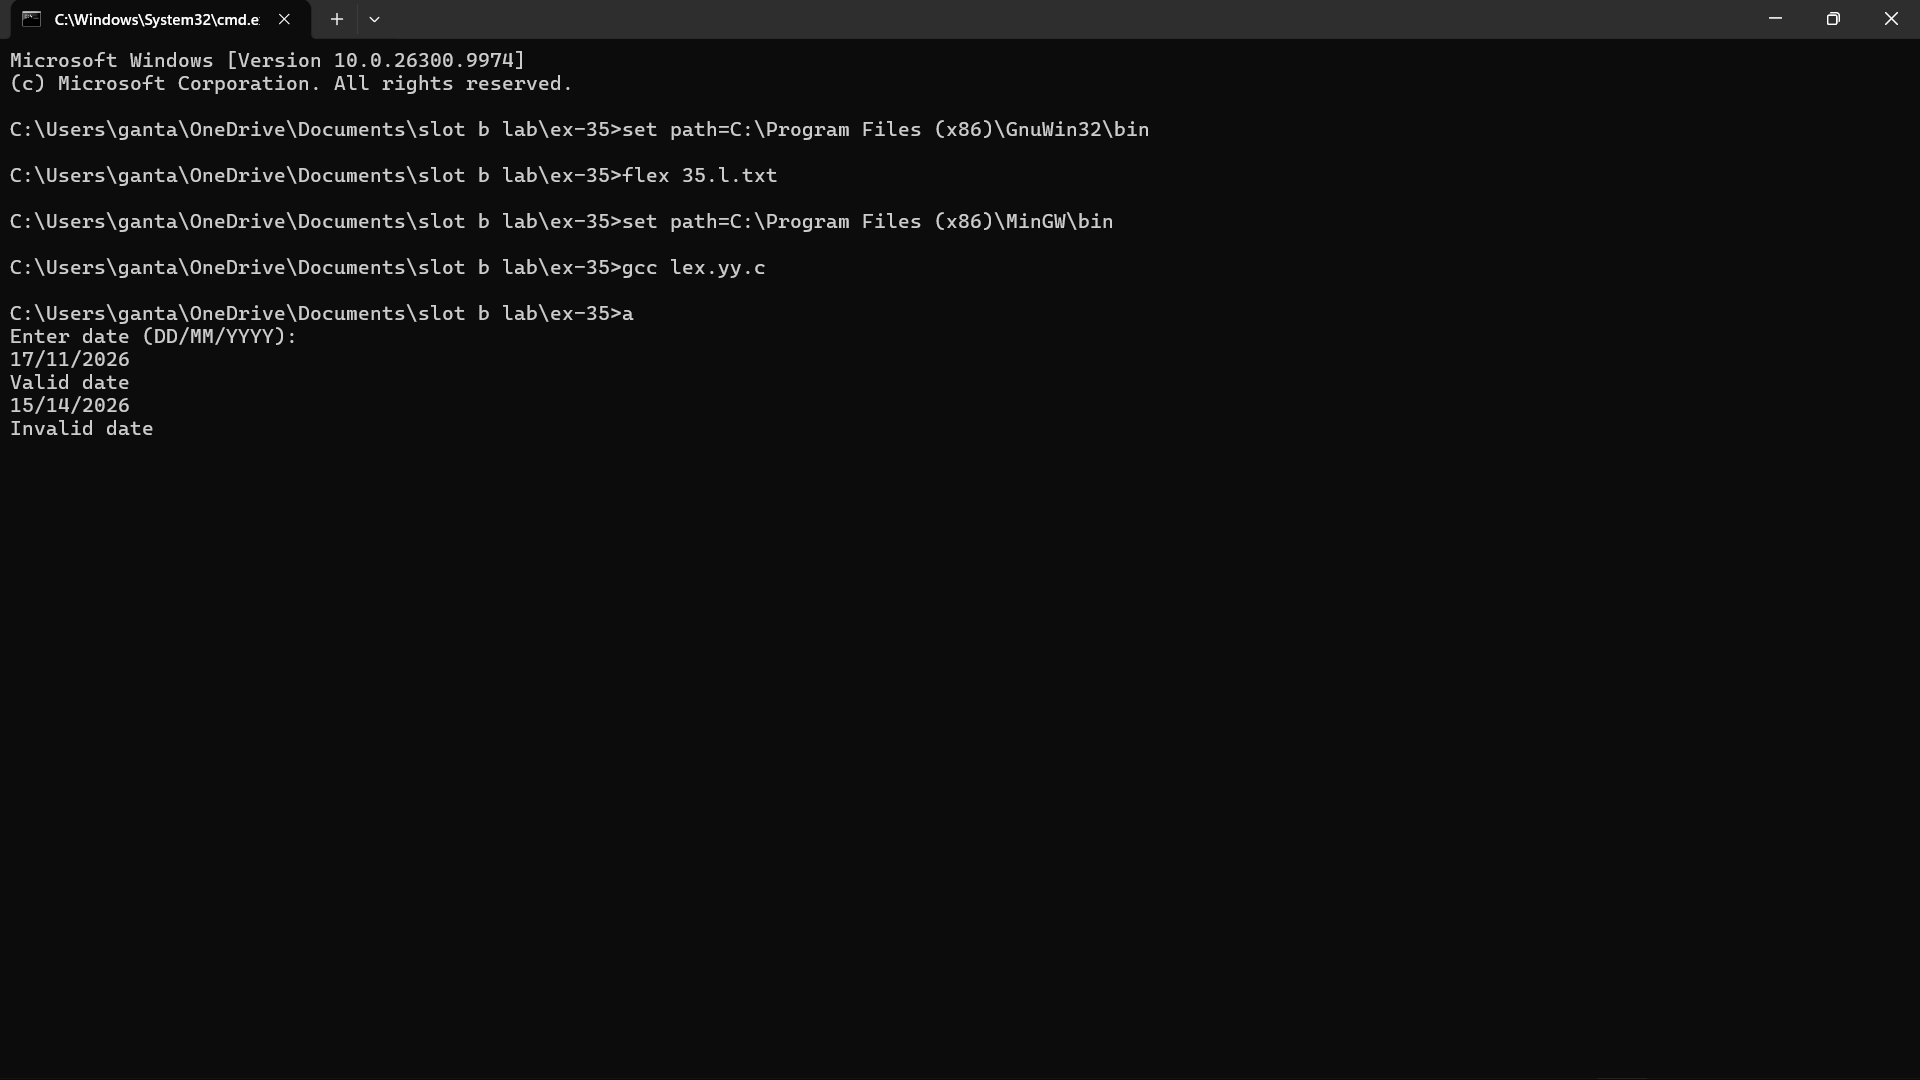 C:\Windows\System32\cmd.e
Microsoft Windows [Version 10.0.26300.9974]
(c) Microsoft Corporation. All rights reserved.
C:\Users\ganta\OneDrive\Documents\slot b lab\ex-35>set path=C:\Program Files (x86)\GnuWin32\bin
C:\Users\ganta\OneDrive\Documents\slot b lab\ex-35>flex 35.l.txt
C:\Users\ganta\OneDrive\Documents\slot b lab\ex-35>set path=C:\Program Files (x86)\MinGW\bin
C:\Users\ganta\OneDrive\Documents\slot b lab\ex-35>gcc lex.yy.c
C:\Users\ganta\OneDrive\Documents\slot b lab\ex-35>a
Enter date (DD/MM/YYYY):
17/11/2026
Valid date
15/14/2026
Invalid date